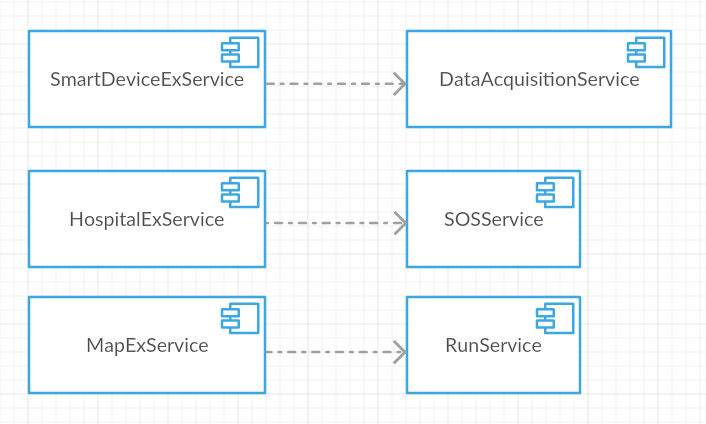 SmartDeviceExService
DataAcquisitionService
HospitalExService
SOSService
MapExService
RunService